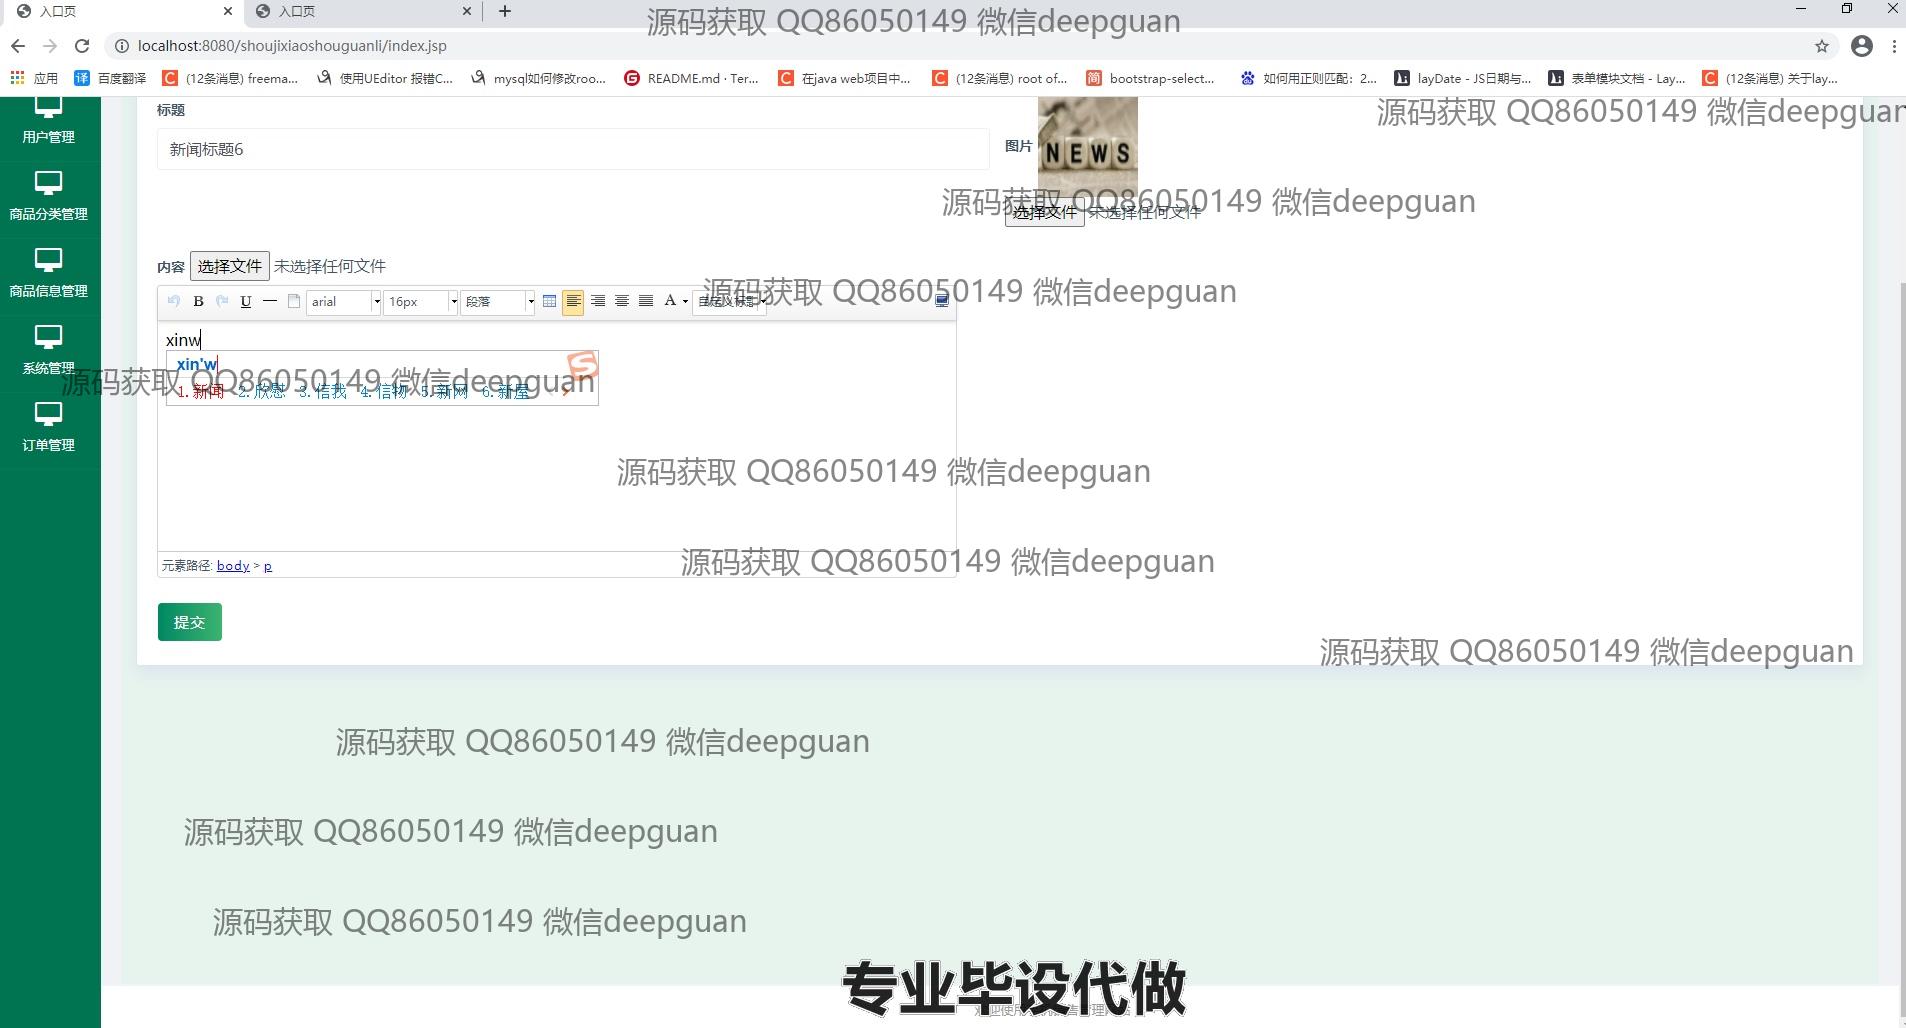 入口页
入口页
源码获取 QQ86050149 微信deepguan
localhost:8080/shoujixiaoshouguanli/index.jsp
应用
百度翻译
(12条消息) freema...
使用UEditor 报错C...
mysql如何修改roo...
README.md · Ter...
在java web项目中...
(12条消息) root of...
bootstrap-select...
如何用正则匹配：2...
layDate - JS日期与...
表单模块文档 - Lay...
(12条消息) 关于lay...
用户管理
标题
源码获取 QQ86050149 微信deepguan
新闻标题6
图片
NEWS
商品分类管理
源码获取 QQ86050149 微信deepguan
选择文件 未选择任何文件
内容 选择文件 未选择任何文件
商品信息管理
源码获取 QQ86050149 微信deepguan
B U arial 16px 段落 A 自定义标题
xinw
xin'w
系统管理
源码获取 QQ86050149 微信deepguan
1.新闻 2.欣慰 3.信我 4.信物 5.新网 6.新屋
订单管理
源码获取 QQ86050149 微信deepguan
元素路径: body > p
源码获取 QQ86050149 微信deepguan
提交
源码获取 QQ86050149 微信deepguan
源码获取 QQ86050149 微信deepguan
源码获取 QQ86050149 微信deepguan
源码获取 QQ86050149 微信deepguan
专业毕设代做